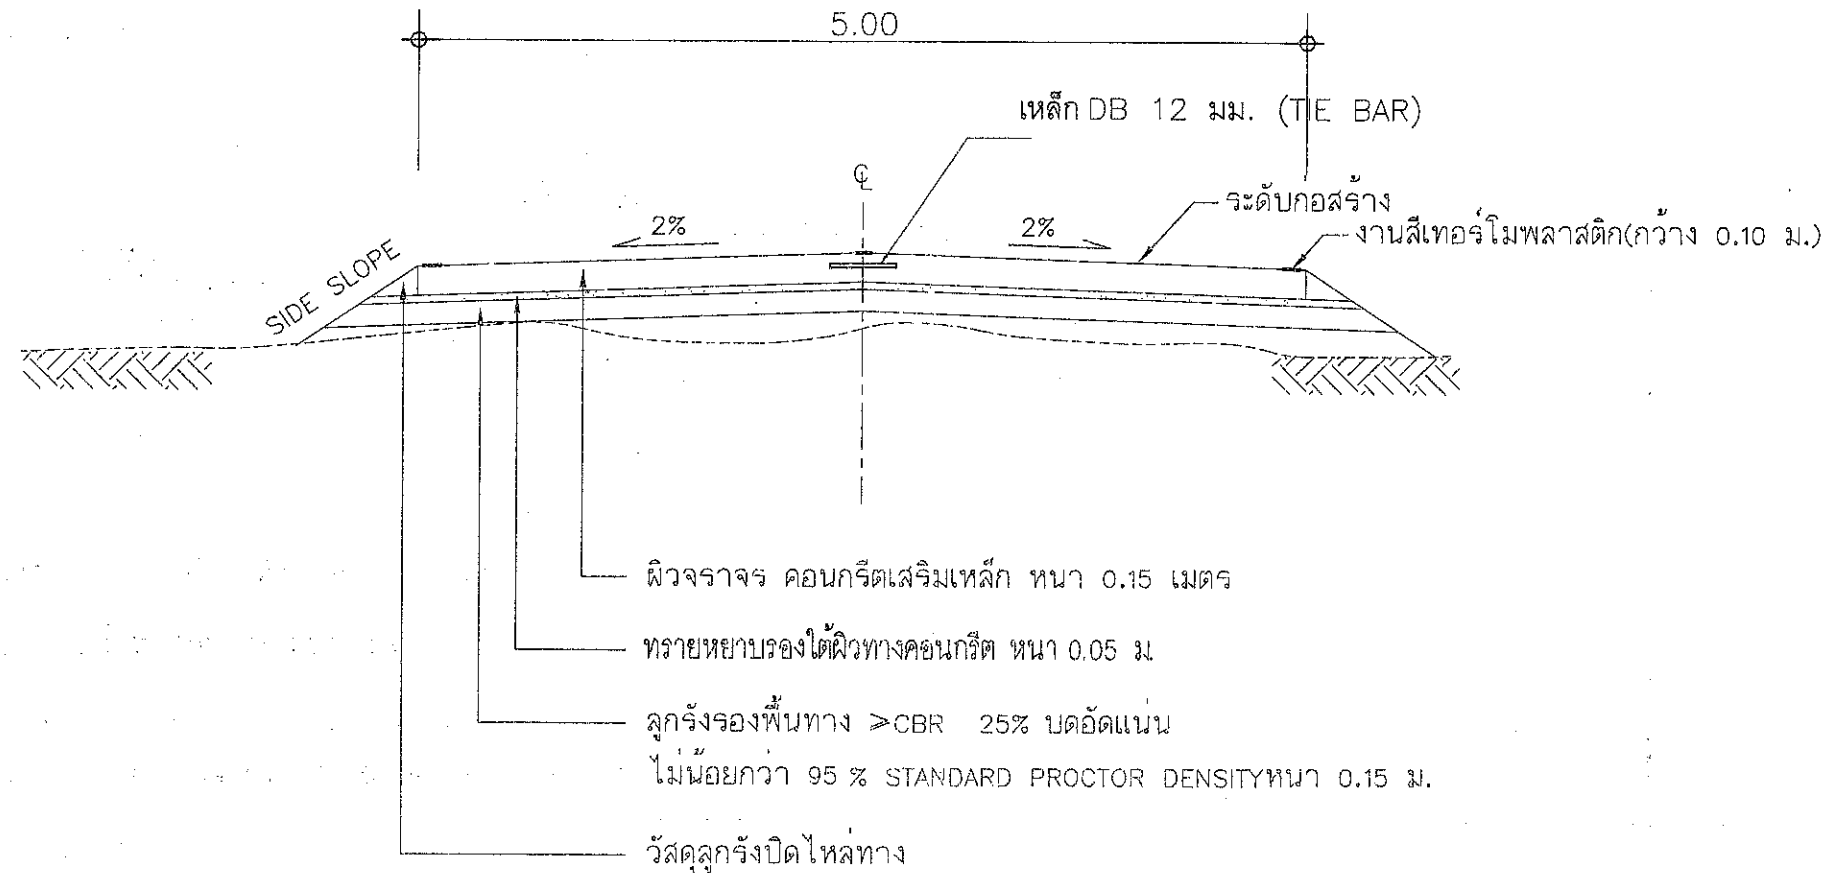 5.00
เหล็ก DB 12 มม. (TIE BAR)
℄
ระดับกอสร้าง
2%
2%
งานสีเทอร์โมพลาสติก(กว้าง 0.10 ม.)
SIDE SLOPE
ผิวจราจร คอนกรีตเสริมเหล็ก หนา 0.15 เมตร
ทรายหยาบรองใต้ผิวทางคอนกรีต หนา 0.05 ม.
ลูกรังรองพื้นทาง >CBR 25% บดอัดแน่น
ไม่น้อยกว่า 95 % STANDARD PROCTOR DENSITYหนา 0.15 ม.
วัสดุลูกรังปิดไหล่ทาง